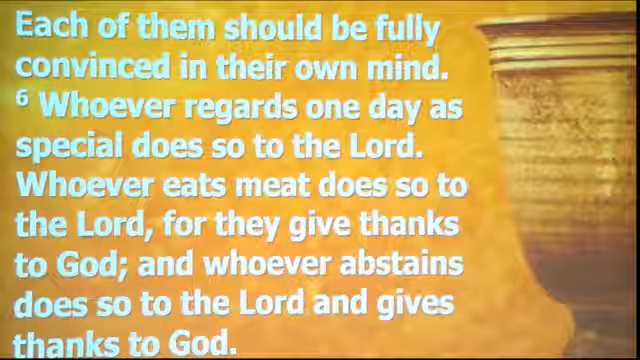 Each of them should be fully
convinced in their own mind.
6 Whoever regards one day as
special does so to the Lord.
Whoever eats meat does so to
the Lord, for they give thanks
to God; and whoever abstains
does so to the Lord and gives
thanks to God.